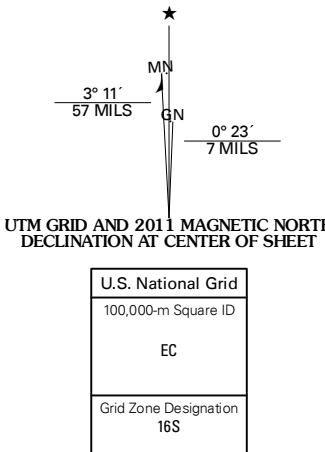 ★
MN
3° 11´
57 MILS
GN
0° 23´
7 MILS
UTM GRID AND 2011 MAGNETIC NORTH
DECLINATION AT CENTER OF SHEET
U.S. National Grid
100,000-m Square ID
EC
Grid Zone Designation
16S